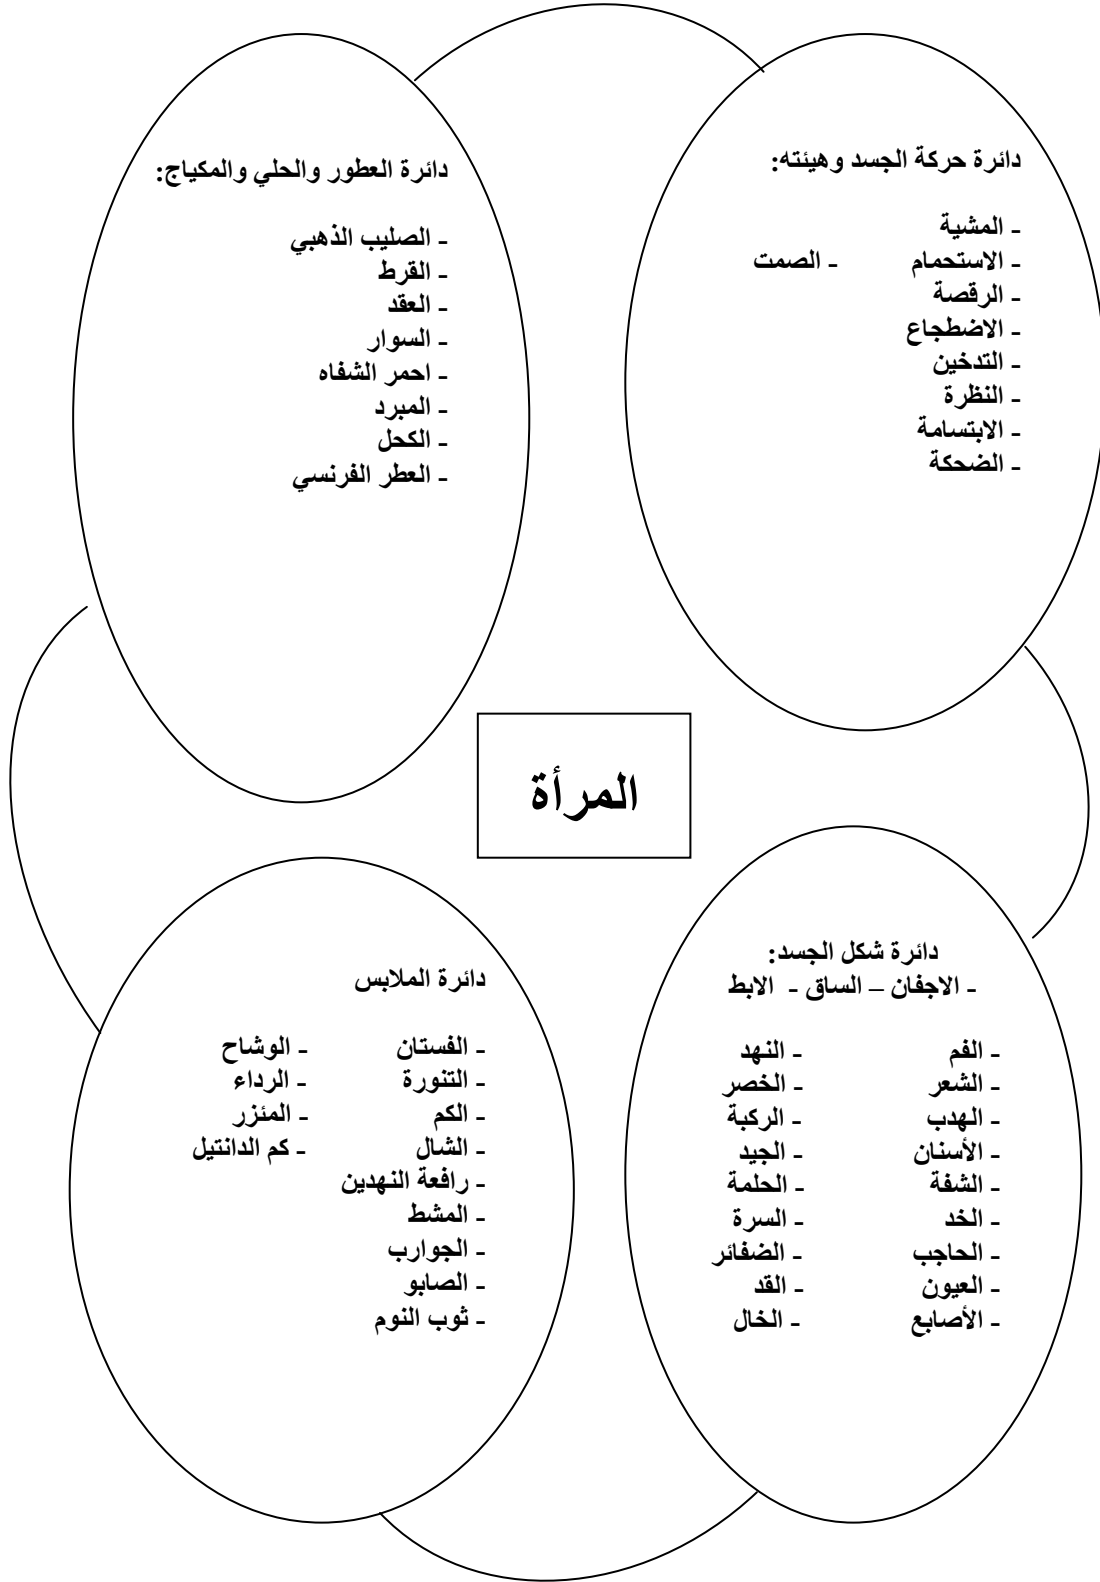 دائرة حركة الجسد وهيئته:
- المشية
- الاستحمام - الصمت
- الرقصة
- الاضطجاع
- التدخين
- النظرة
- الابتسامة
- الضحكة
دائرة العطور والحلي والمكياج:
- الصليب الذهبي
- القرط
- العقد
- السوار
- احمر الشفاه
- المبرد
- الكحل
- العطر الفرنسي
المرأة
دائرة شكل الجسد:
- الاجفان – الساق - الابط
- الفم - النهد
- الشعر - الخصر
- الهدب - الركبة
- الأسنان - الجيد
- الشفة - الحلمة
- الخد - السرة
- الحاجب - الضفائر
- العيون - القد
- الأصابع - الخال
دائرة الملابس
- الفستان - الوشاح
- التنورة - الرداء
- الكم - المئزر
- الشال - كم الدانتيل
- رافعة النهدين
- المشط
- الجوارب
- الصابو
- ثوب النوم